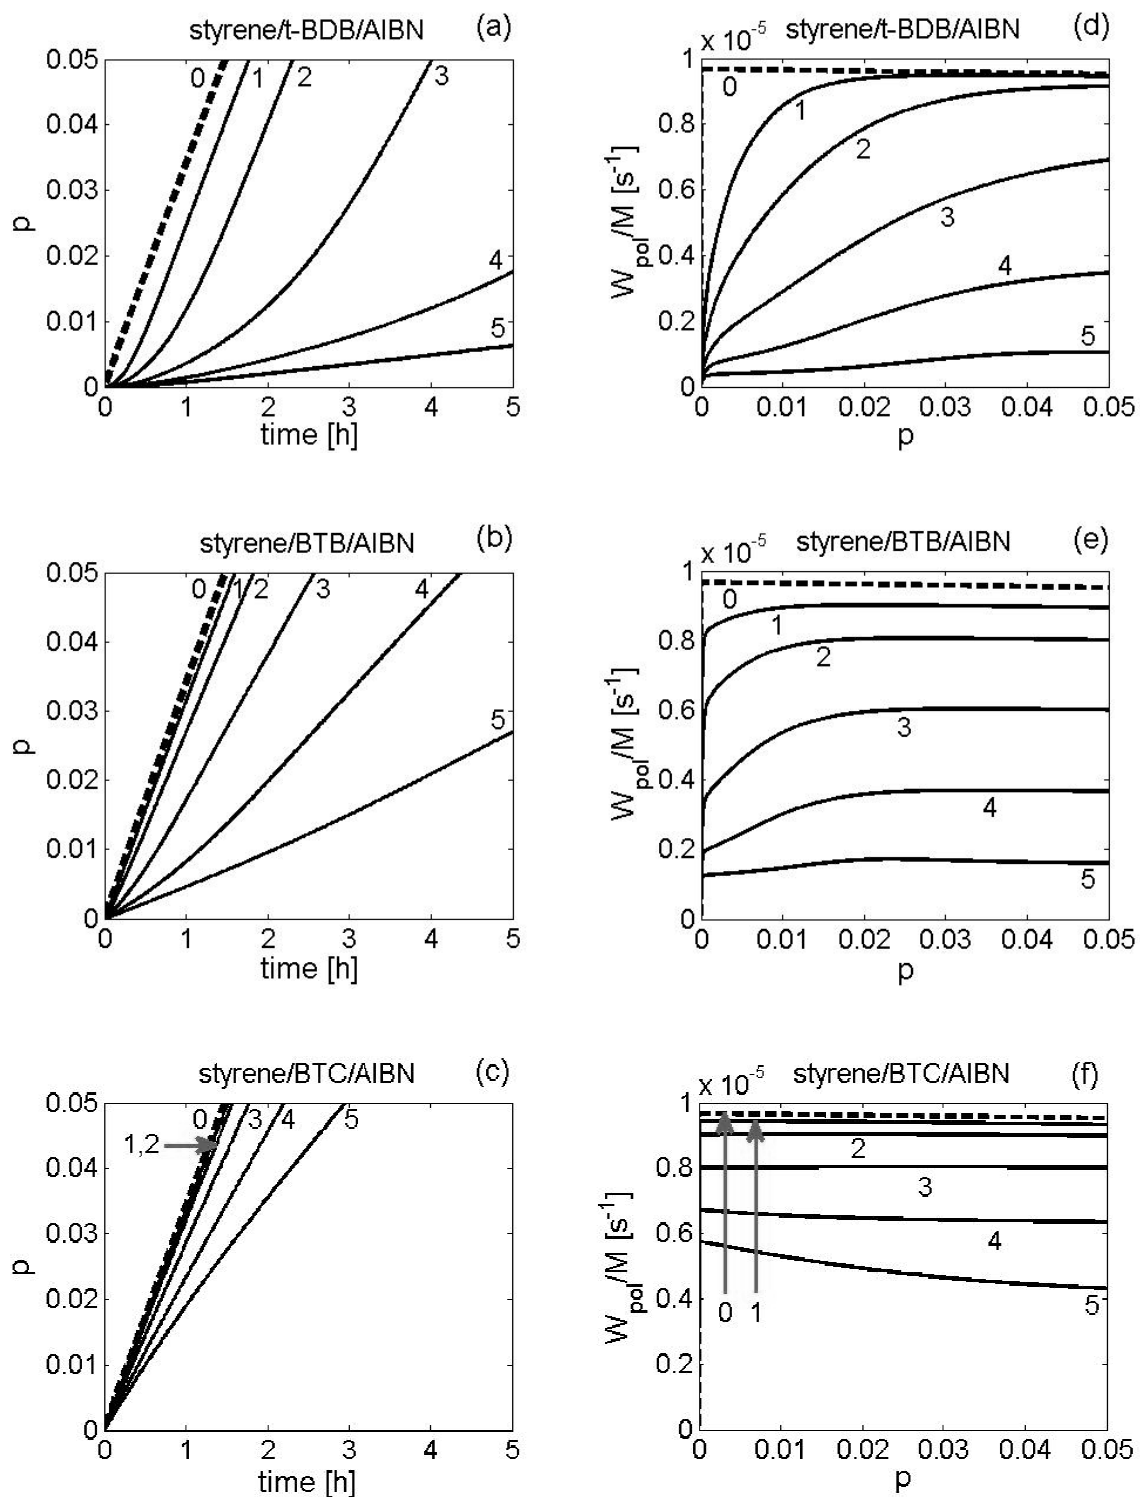 styrene/t-BDB/AIBN (a)
0.05
0.04
0.03
0.02
0.01
0
p
0 1 2 3 4 5
0 1 2 3 4 5
time [h]
x 10-5 styrene/t-BDB/AIBN (d)
1
0.8
0.6
0.4
0.2
0
Wpol/M [s-1]
0 1 2 3 4 5
0 0.01 0.02 0.03 0.04 0.05
p
styrene/BTB/AIBN (b)
0.05
0.04
0.03
0.02
0.01
0
p
0 1 2 3 4 5
0 1 2 3 4 5
time [h]
x 10-5 styrene/BTB/AIBN (e)
1
0.8
0.6
0.4
0.2
0
Wpol/M [s-1]
0 1 2 3 4 5
0 0.01 0.02 0.03 0.04 0.05
p
styrene/BTC/AIBN (c)
0.05
0.04
0.03
0.02
0.01
0
p
0 3 4 5
1,2
0 1 2 3 4 5
time [h]
x 10-5 styrene/BTC/AIBN (f)
1
0.8
0.6
0.4
0.2
0
Wpol/M [s-1]
2
3
4
0 1 5
0 0.01 0.02 0.03 0.04 0.05
p